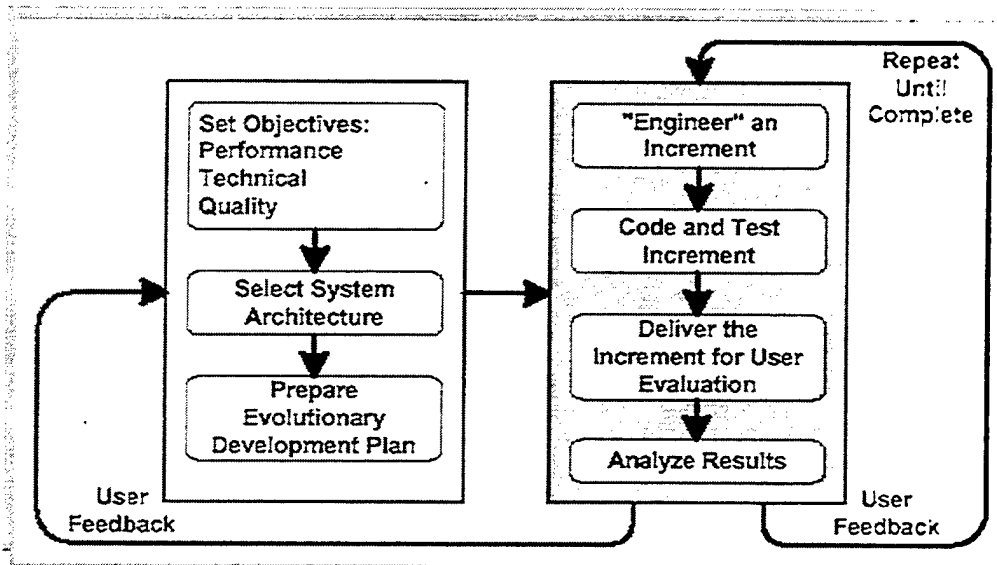 Set Objectives:
Performance
Technical
Quality
Select System
Architecture
Prepare
Evolutionary
Development Plan
User
Feedback
"Engineer" an
Increment
Code and Test
Increment
Deliver the
Increment for User
Evaluation
Analyze Results
Repeat
Until
Complete
User
Feedback